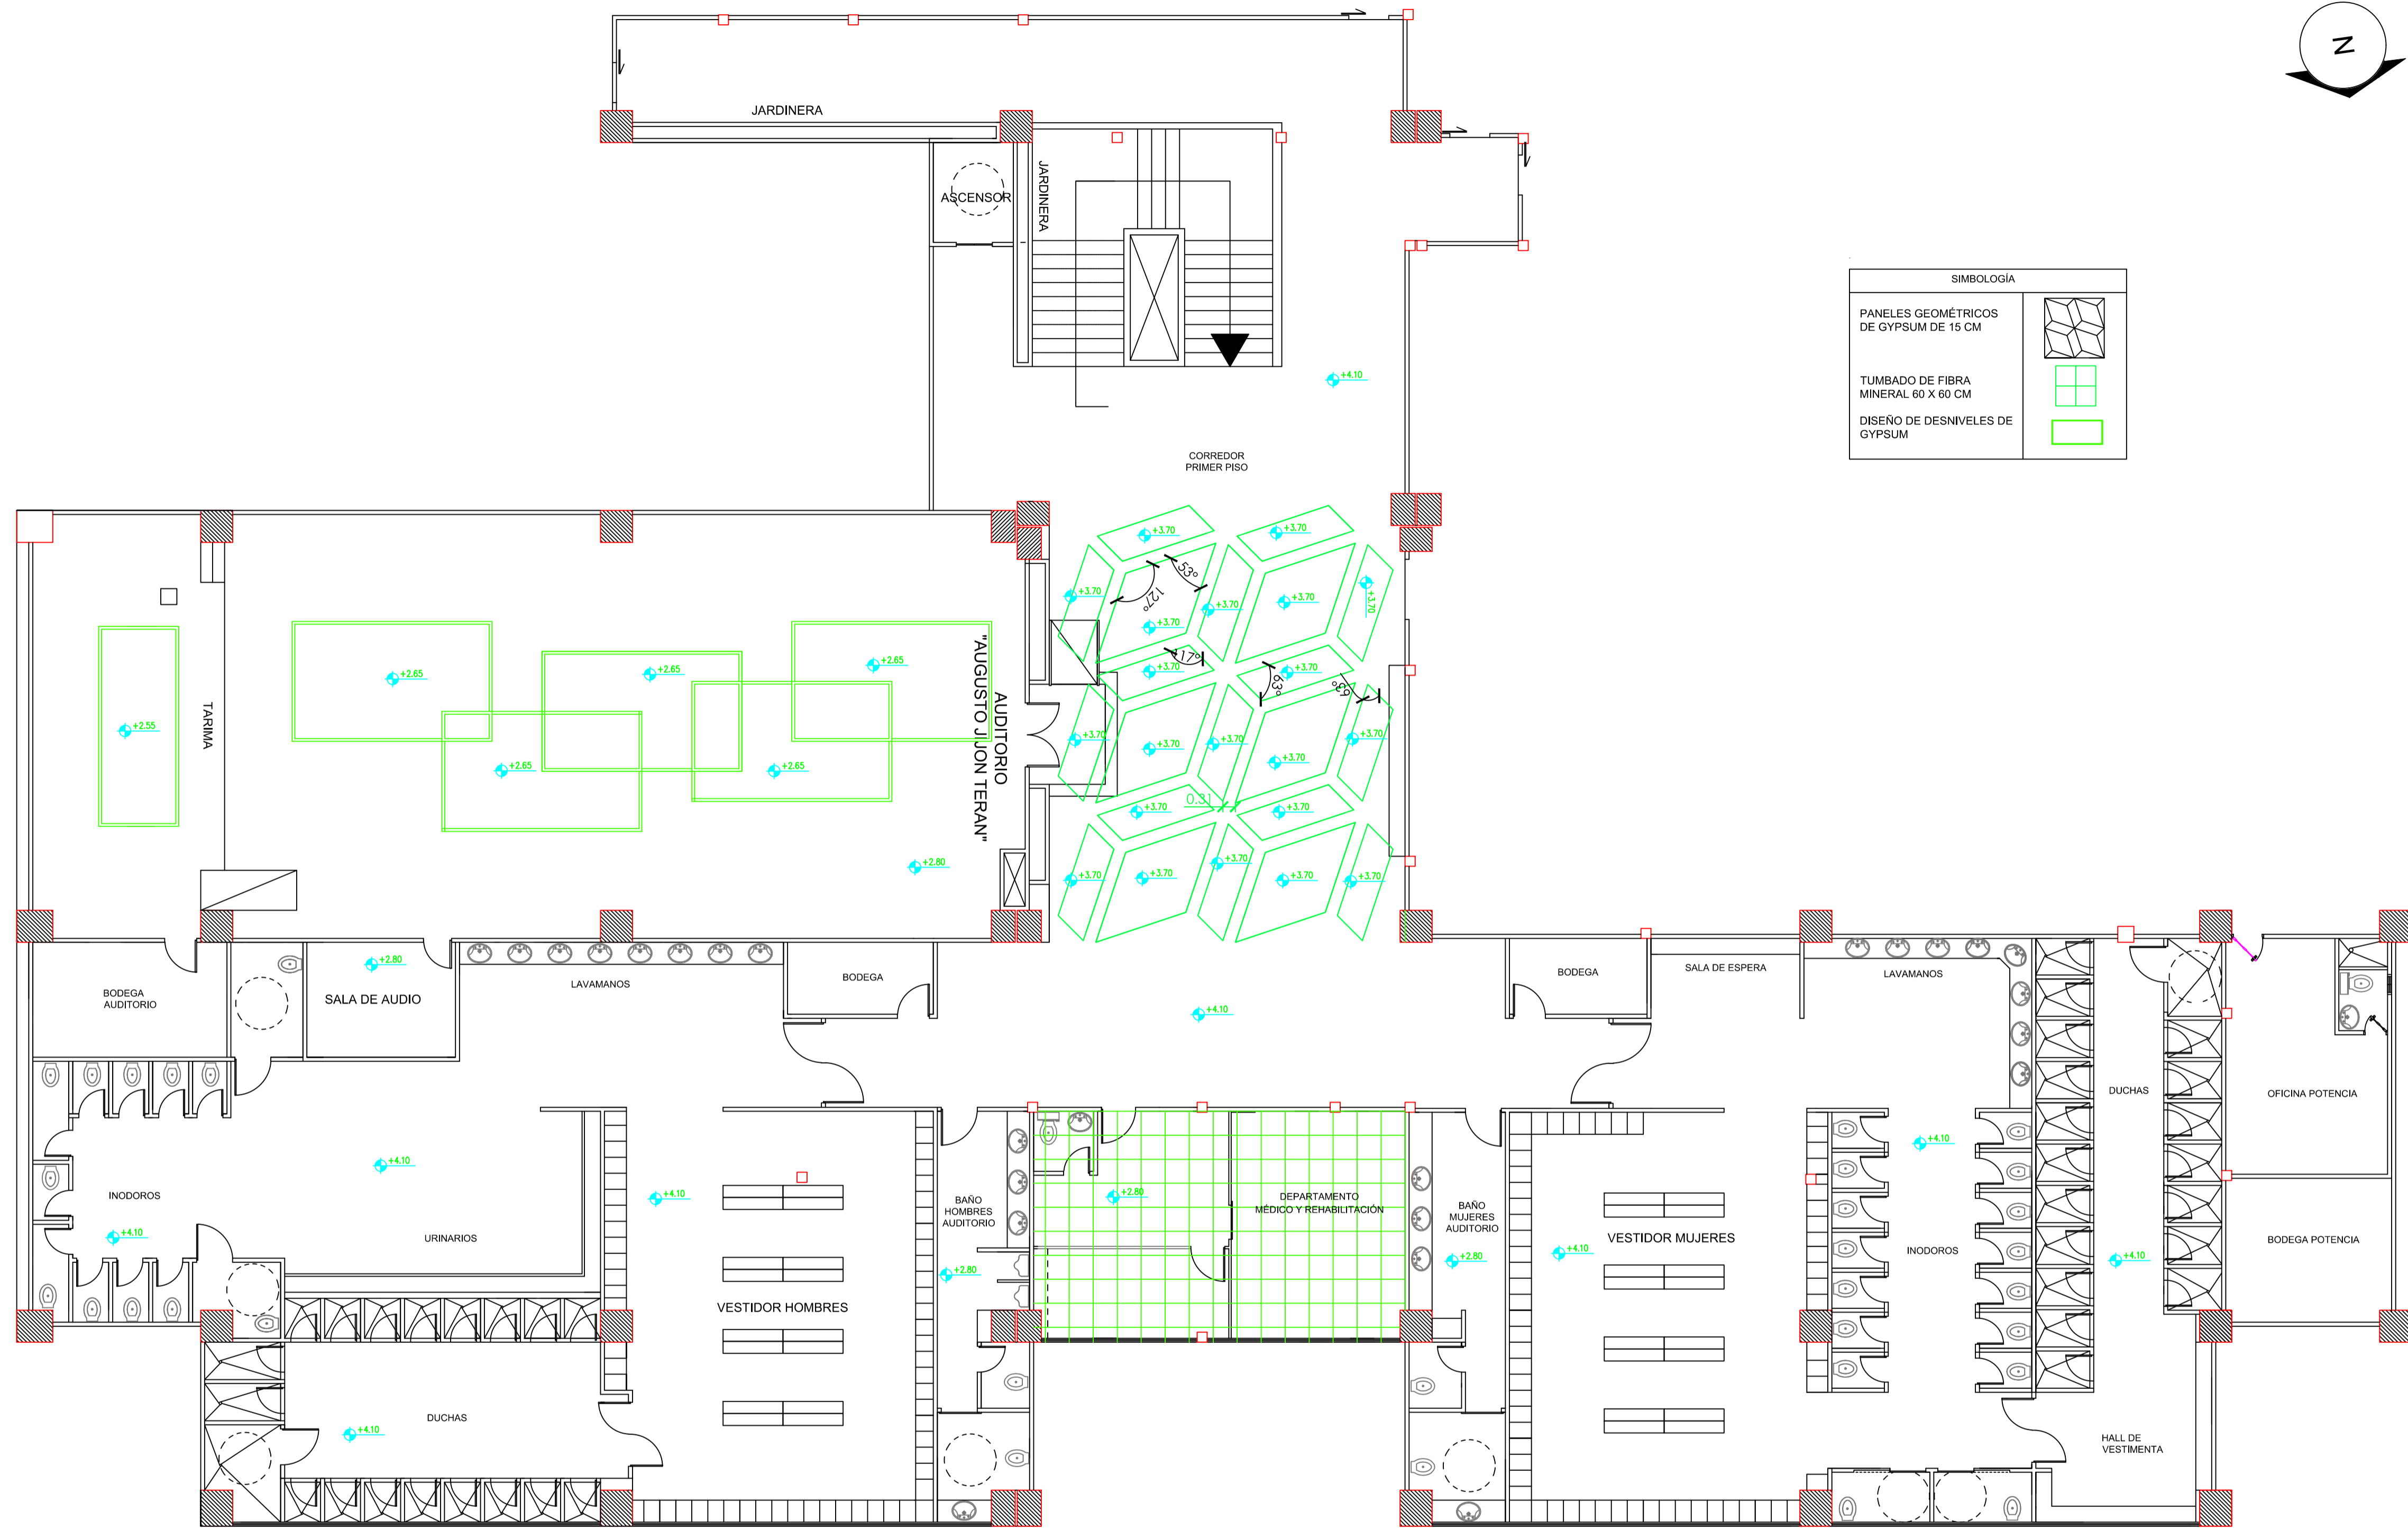 N
JARDINERA
JARDINERA
ASCENSOR
SIMBOLOGÍA
PANELES GEOMÉTRICOS
DE GYPSUM DE 15 CM
TUMBADO DE FIBRA
MINERAL 60 X 60 CM
DISEÑO DE DESNIVELES DE
GYPSUM
+4.10
CORREDOR
PRIMER PISO
+3.70
+3.70
53°
127°
+3.70
+3.70
+3.70
+3.70
+3.70
117°
+3.70
+3.70
63°
63°
+3.70
+3.70
+3.70
+3.70
+3.70
+3.70
0.31
+3.70
+3.70
+3.70
+3.70
+3.70
+3.70
+3.70
+2.55
TARIMA
+2.65
+2.65
+2.65
+2.65
+2.65
+2.80
AUDITORIO
"AUGUSTO JIJON TERAN"
BODEGA
AUDITORIO
+2.80
SALA DE AUDIO
LAVAMANOS
BODEGA
+4.10
BODEGA
SALA DE ESPERA
LAVAMANOS
DUCHAS
OFICINA POTENCIA
INODOROS
+4.10
+4.10
URINARIOS
+4.10
VESTIDOR HOMBRES
BAÑO
HOMBRES
AUDITORIO
+2.80
+2.80
DEPARTAMENTO
MÉDICO Y REHABILITACIÓN
BAÑO
MUJERES
AUDITORIO
+2.80
+4.10
VESTIDOR MUJERES
+4.10
INODOROS
+4.10
BODEGA POTENCIA
DUCHAS
+4.10
HALL DE
VESTIMENTA